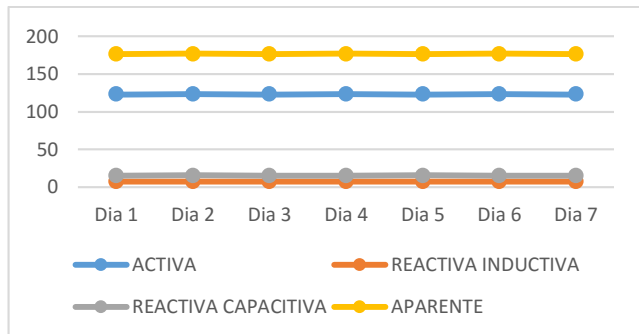 200
150
100
50
0
Dia 1 Dia 2 Dia 3 Dia 4 Dia 5 Dia 6 Dia 7
ACTIVA REACTIVA INDUCTIVA
REACTIVA CAPACITIVA APARENTE